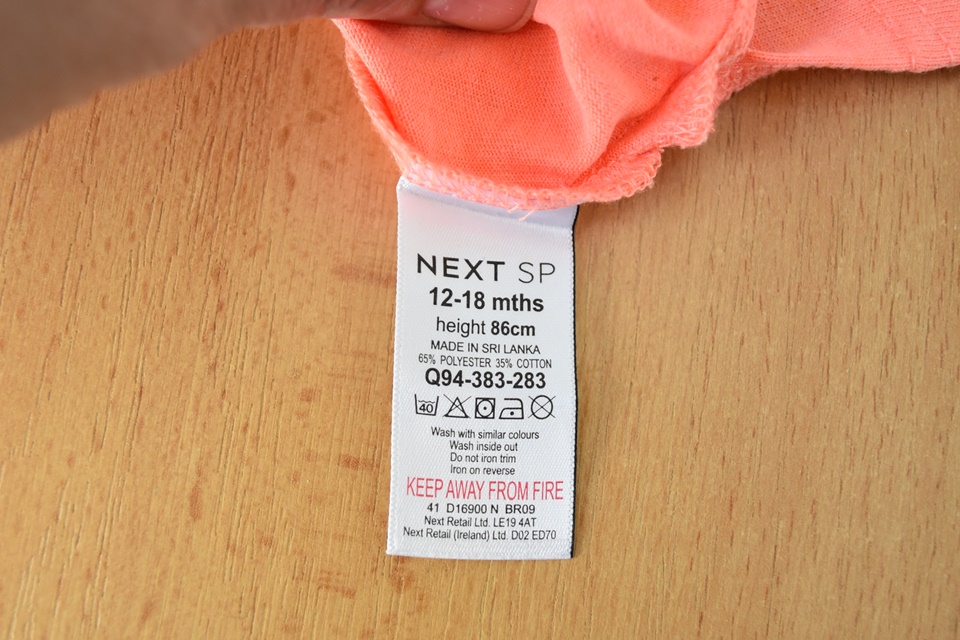 NEXT SP
12-18 mths
height 86cm
MADE IN SRI LANKA
65% POLYESTER 35% COTTON
Q94-383-283
40
Wash with similar colours
Wash inside out
Do not iron trim
Iron on reverse
KEEP AWAY FROM FIRE
41 D16900 N BR09
Next Retail Ltd. LE19 4AT
Next Retail (Ireland) Ltd. D02 ED70